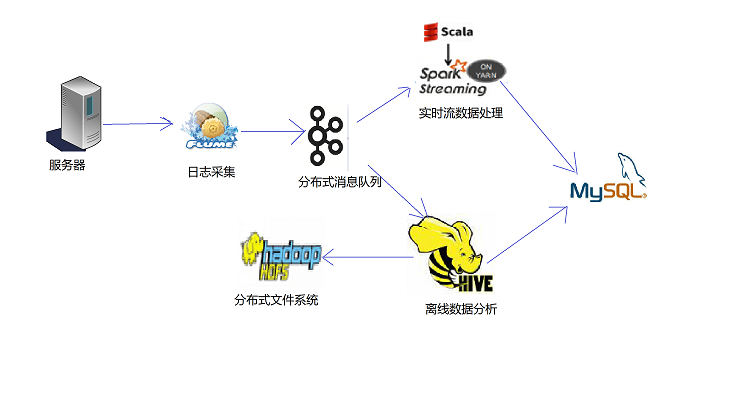 Scala
Spark
Streaming
ON
YARN
实时流数据处理
服务器
FLUME
日志采集
分布式消息队列
MySQL
hadoop
HDFS
分布式文件系统
HIVE
离线数据分析